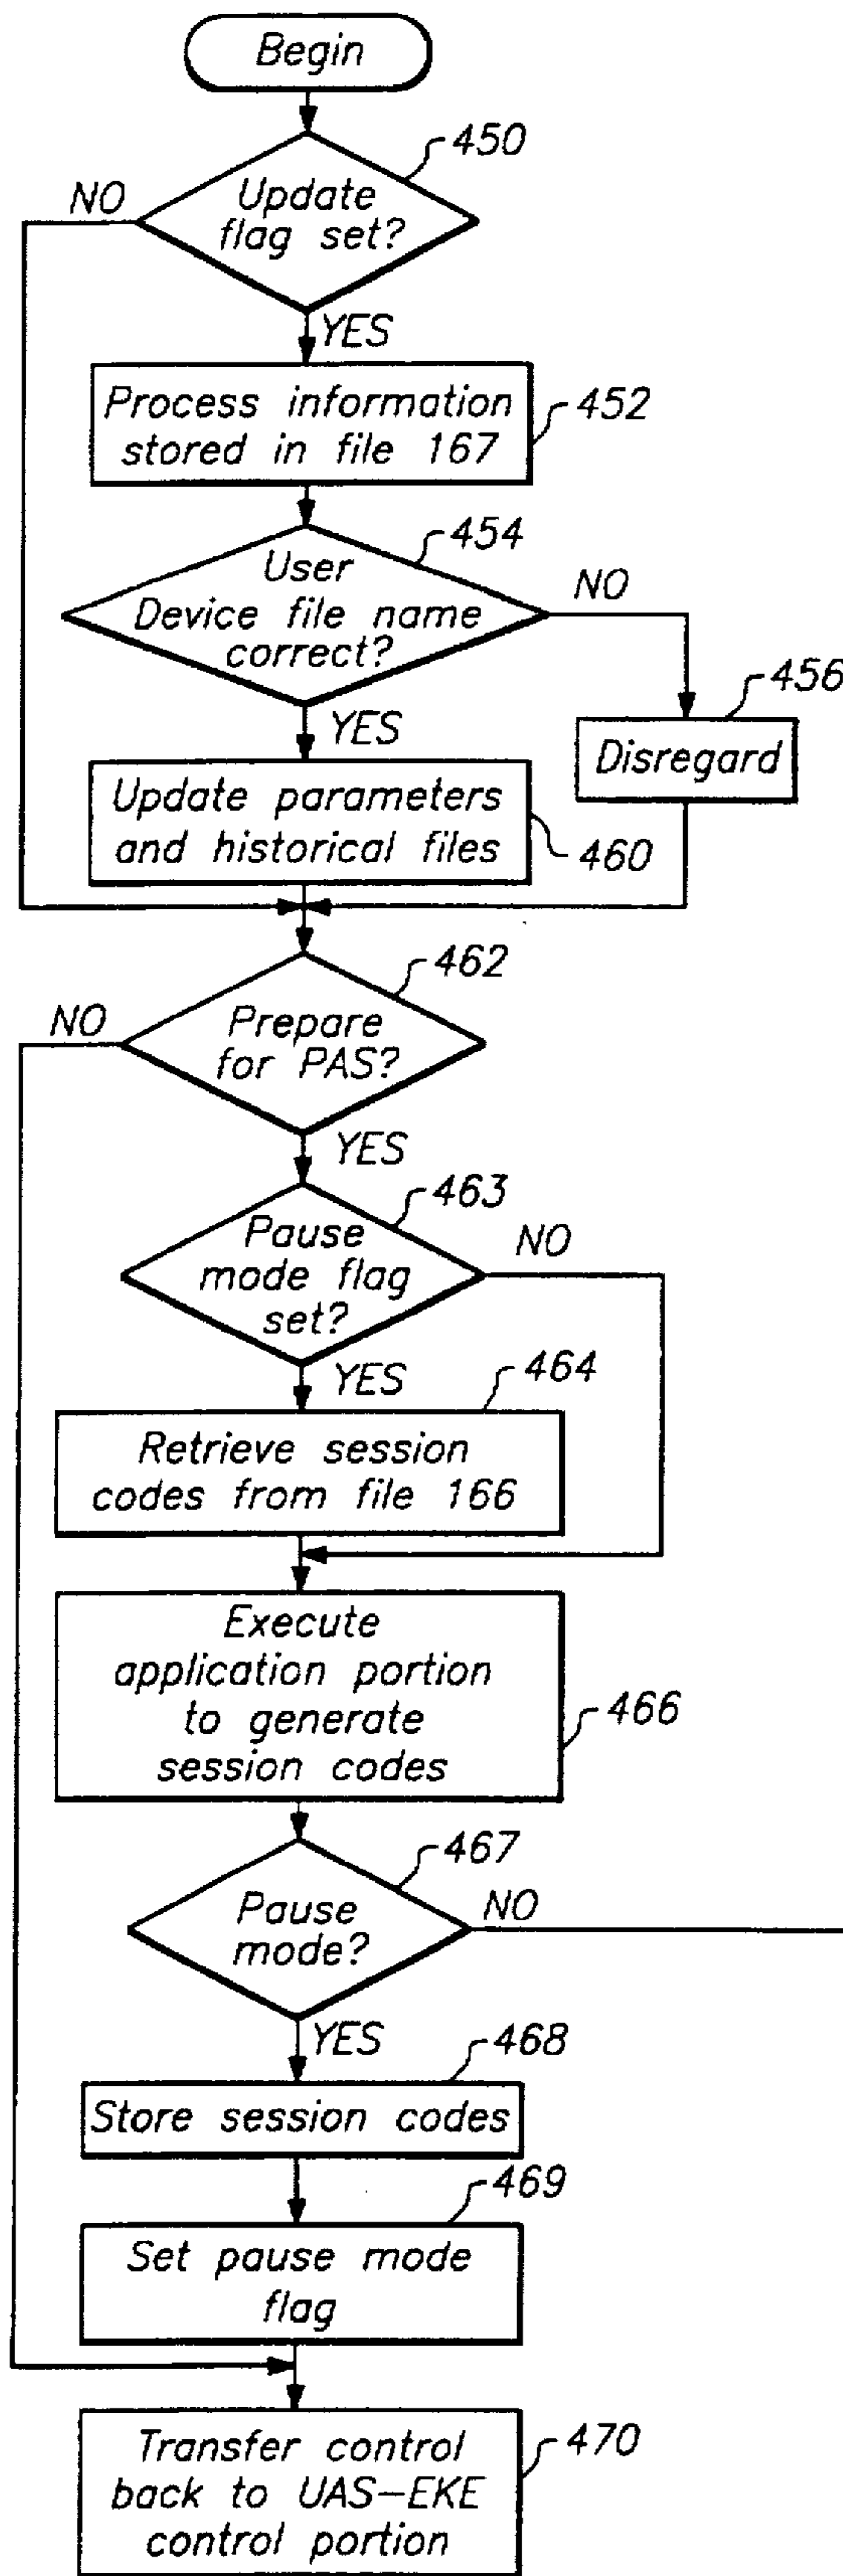 Begin
450
NO
Update
flag set?
YES
Process information
stored in file 167
452
454
User
Device file name
correct?
NO
456
YES
Disregard
Update parameters
and historical files
460
462
NO
Prepare
for PAS?
YES
463
Pause
mode flag
set?
NO
YES
464
Retrieve session
codes from file 166
Execute
application portion
to generate
session codes
466
467
Pause
mode?
NO
YES
468
Store session codes
469
Set pause mode
flag
Transfer control
back to UAS-EKE
control portion
470